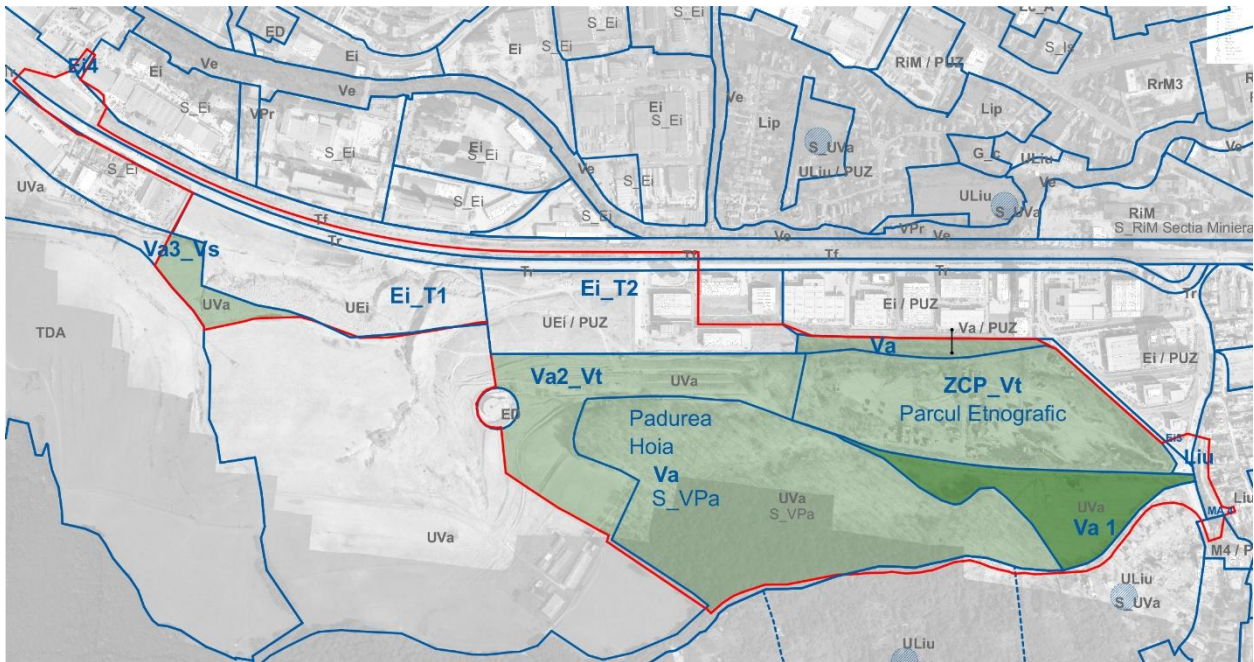 ED
Lc_A
Ei
S_Is
Ei4
Ei
Ve
Ei
S_Ei
RiM / PUZ
RrM3
S_Ei
Ve
Ei
S_Ei
Ve
Lip
VPr
Lip
S_Ei
Ei
S_Ei
S_UVa
G_c
ULiu
Ve
UVa
S_Ei
Ve
S_Ei
ULiu / PUZ
ULiu
Ve
S_UVa
RiM
Tf
S_Ei
VPr
S_RiM Sectia Miniera
Va3_Vs
Tr
Ve
Ve
Tf
Tr
Tr
Tr
UVa
Ei_T1
Ei_T2
Ei / PUZ
UEi
UEi / PUZ
Va / PUZ
TDA
Va
Ei / PUZ
Va2_Vt
UVa
ZCP_Vt
Parcul Etnografic
ED
Padurea
Hoia
Va
S_VPa
Ei3
Liu
UVa
S_VPa
UVa
Va 1
Liu
UVa
M4 / P
ULiu
S_UVa
ULiu